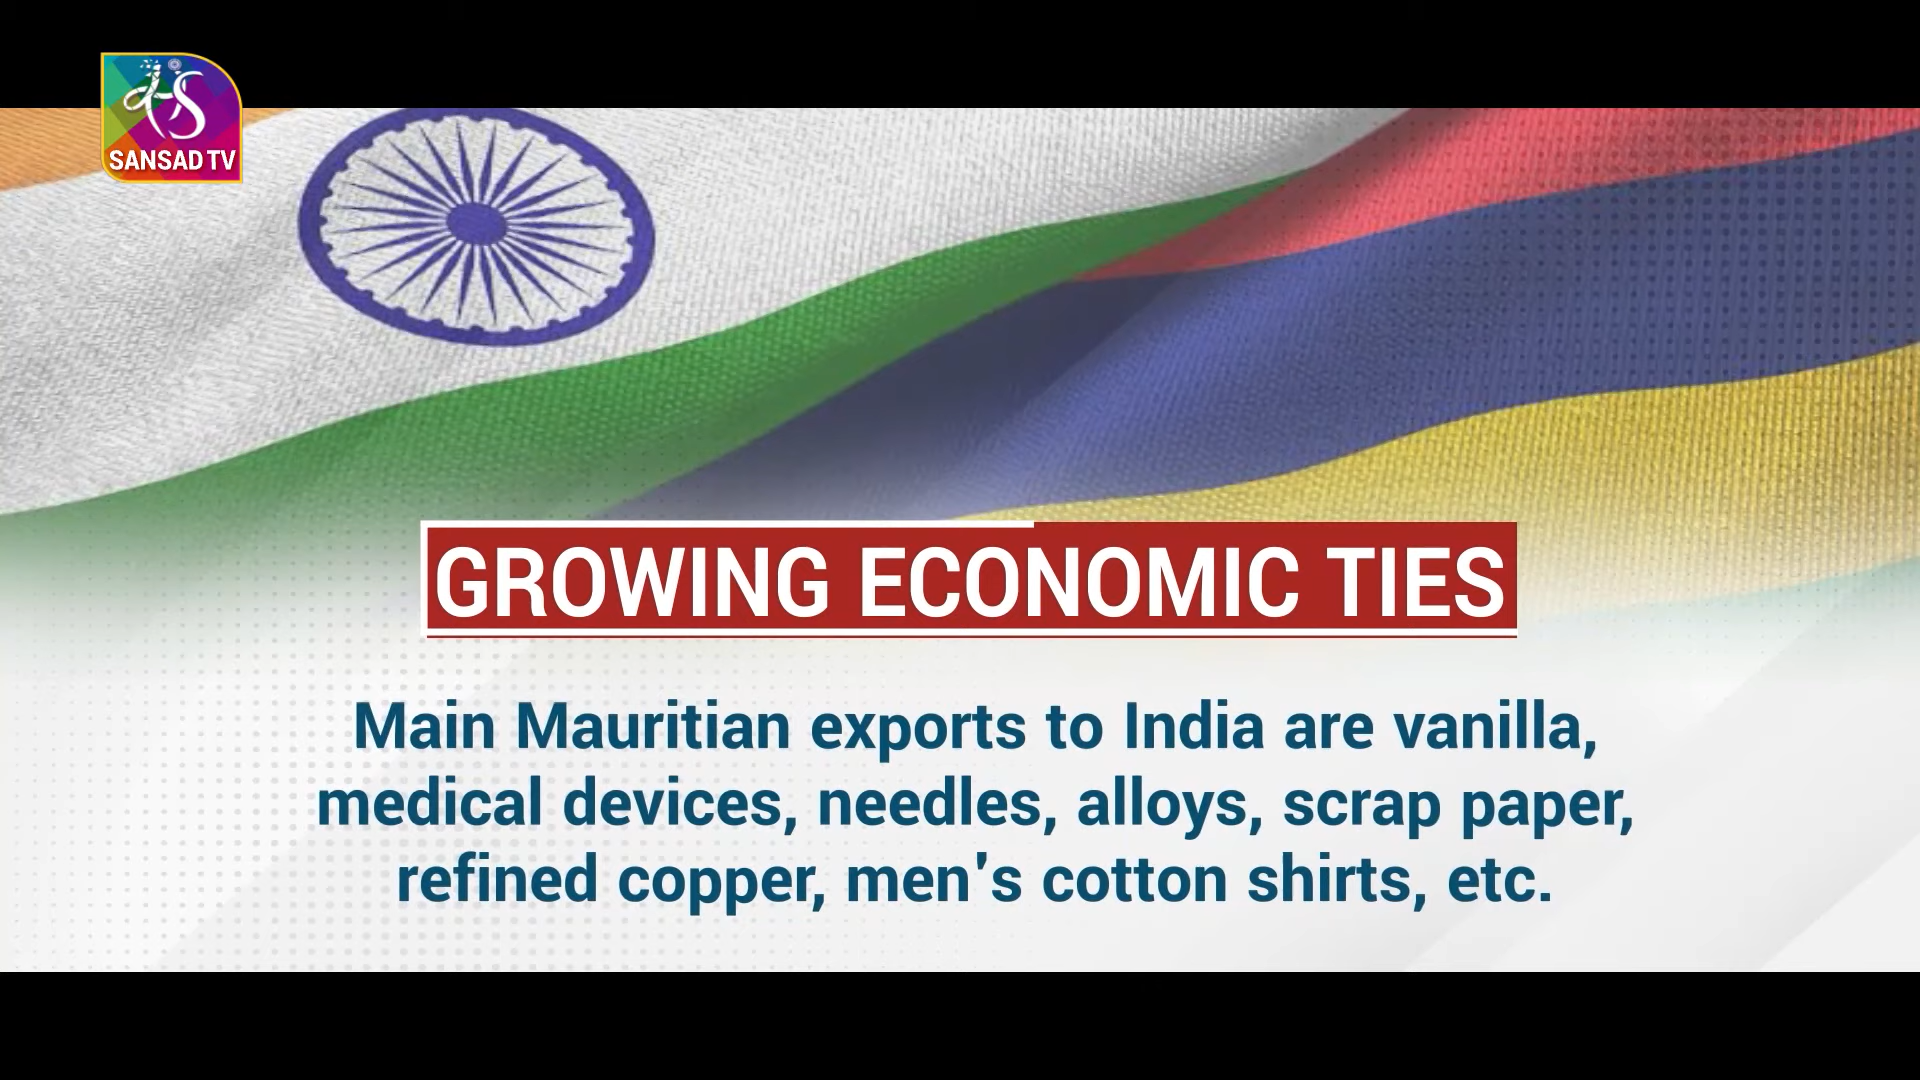 SANSAD TV
GROWING ECONOMIC TIES
Main Mauritian exports to India are vanilla,
medical devices, needles, alloys, scrap paper,
refined copper, men's cotton shirts, etc.